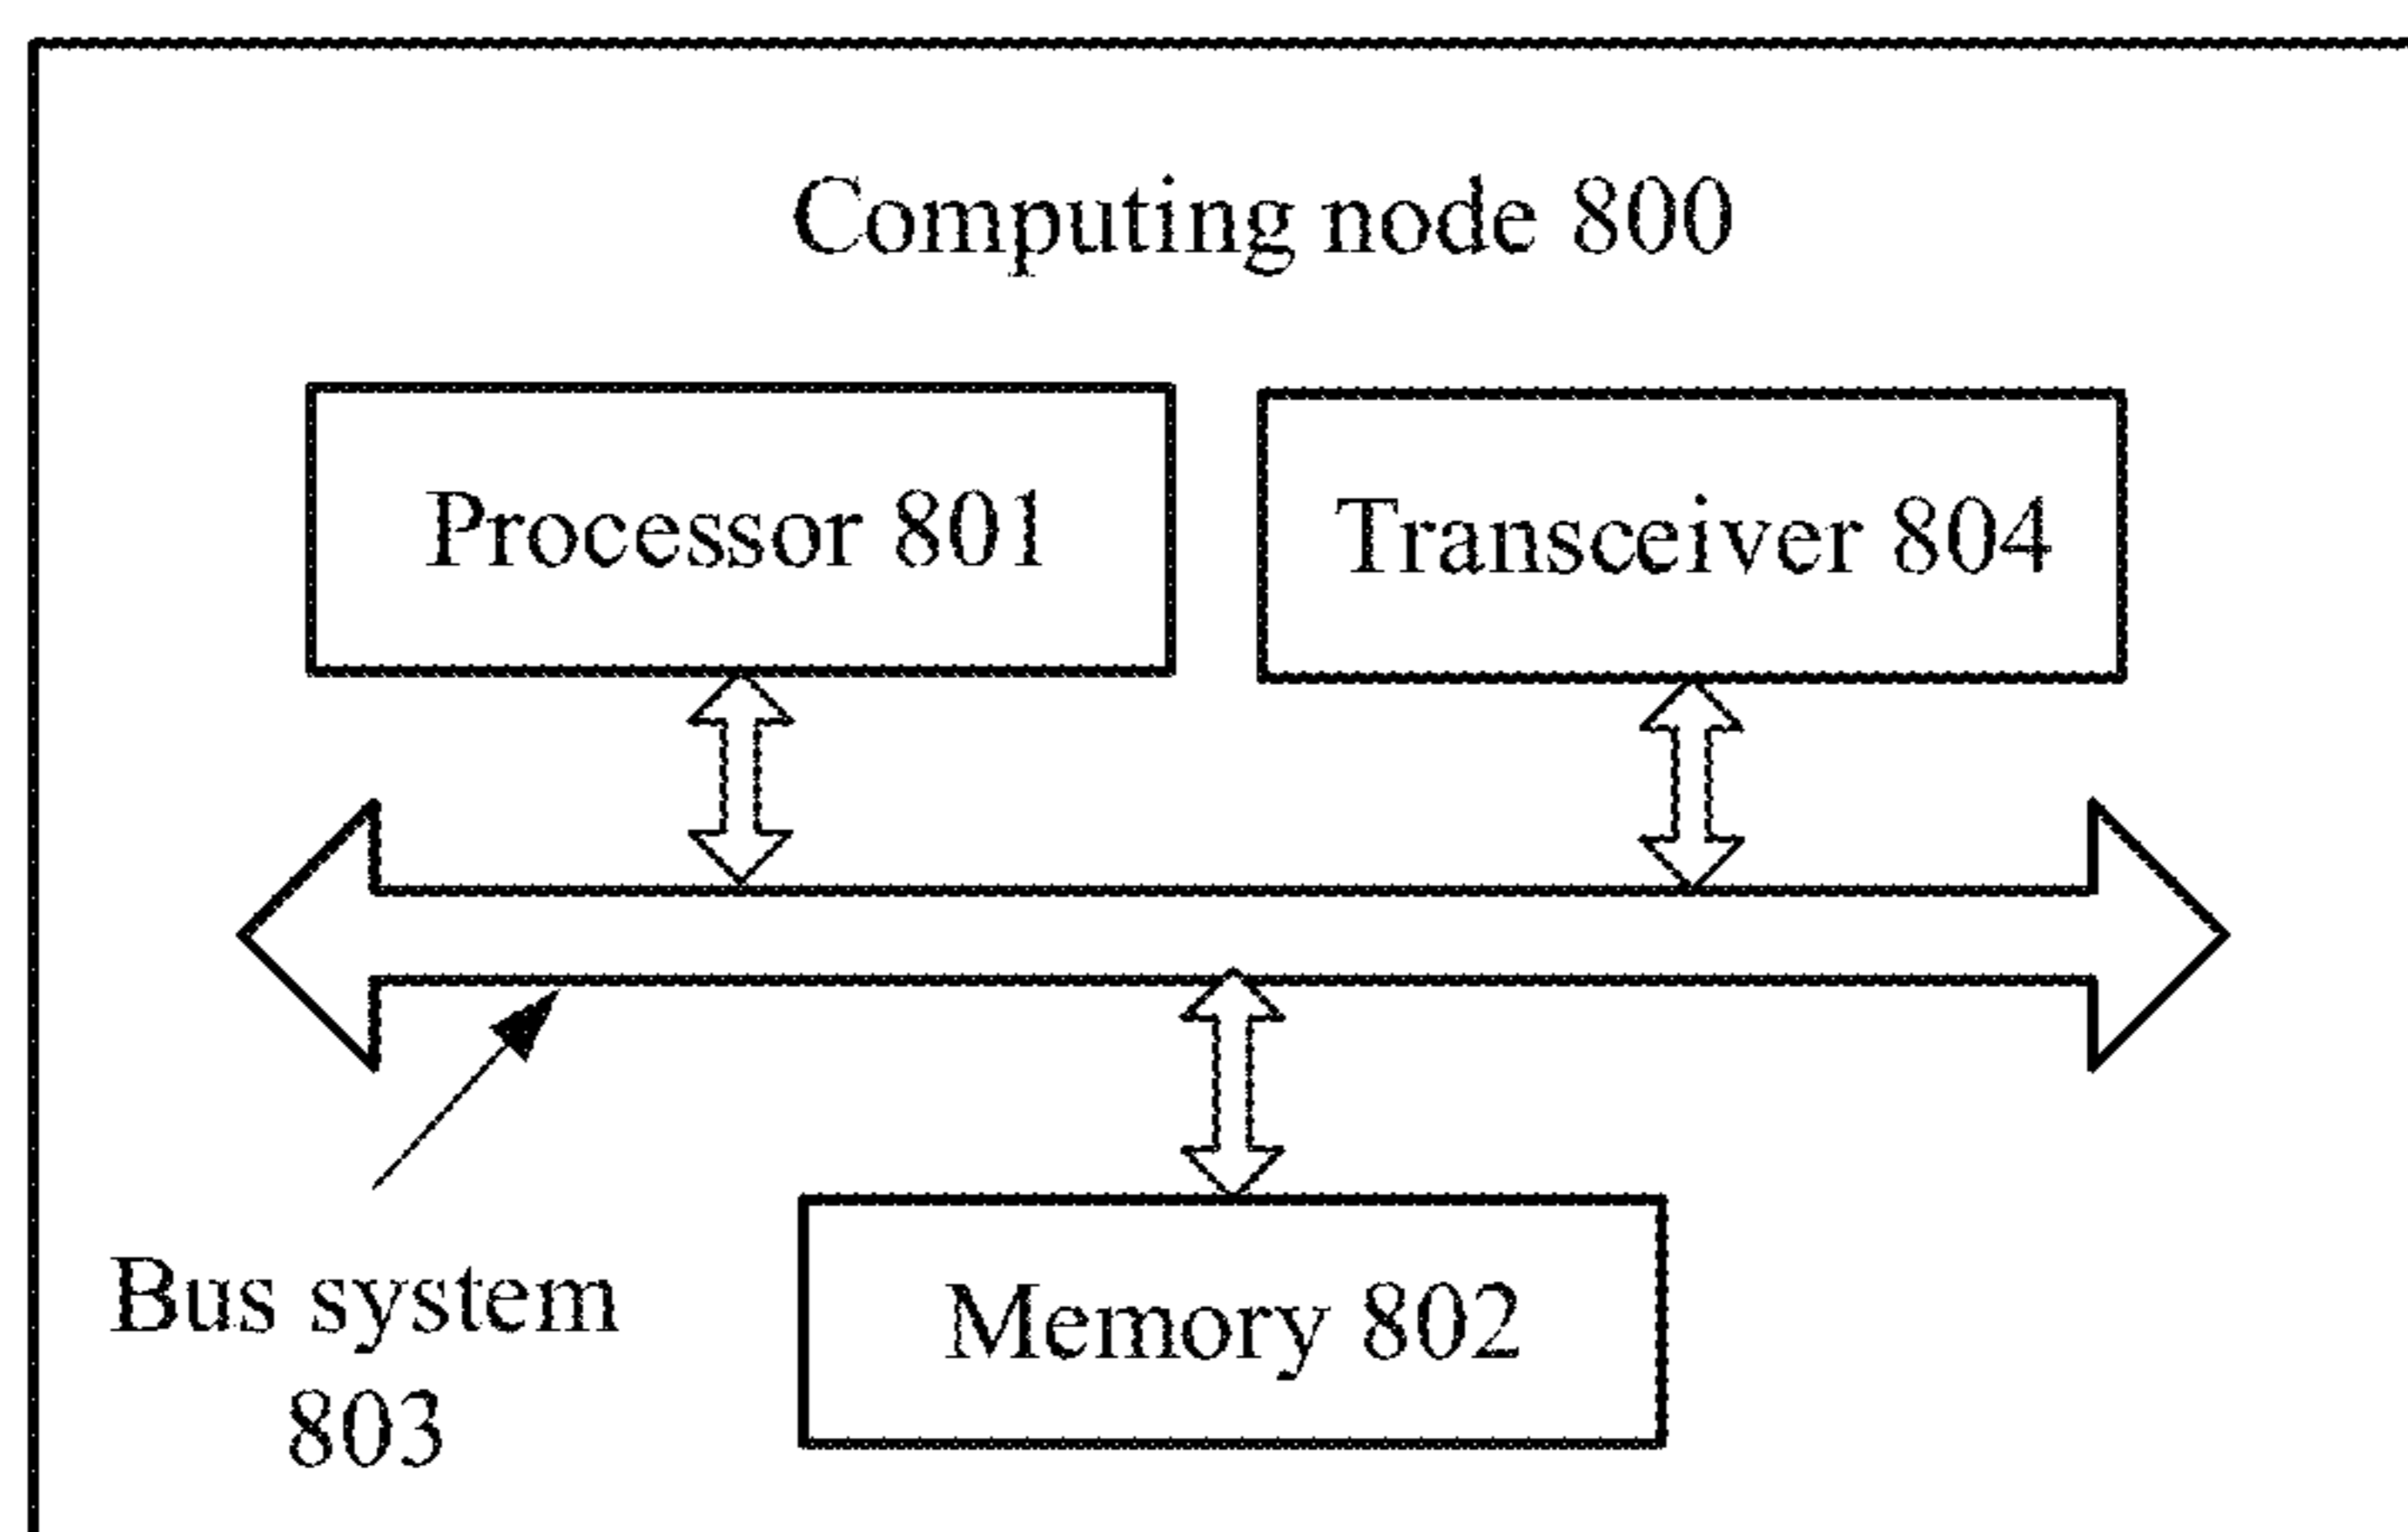 Computing node 800
Processor 801
Transceiver 804
Bus system
803
Memory 802